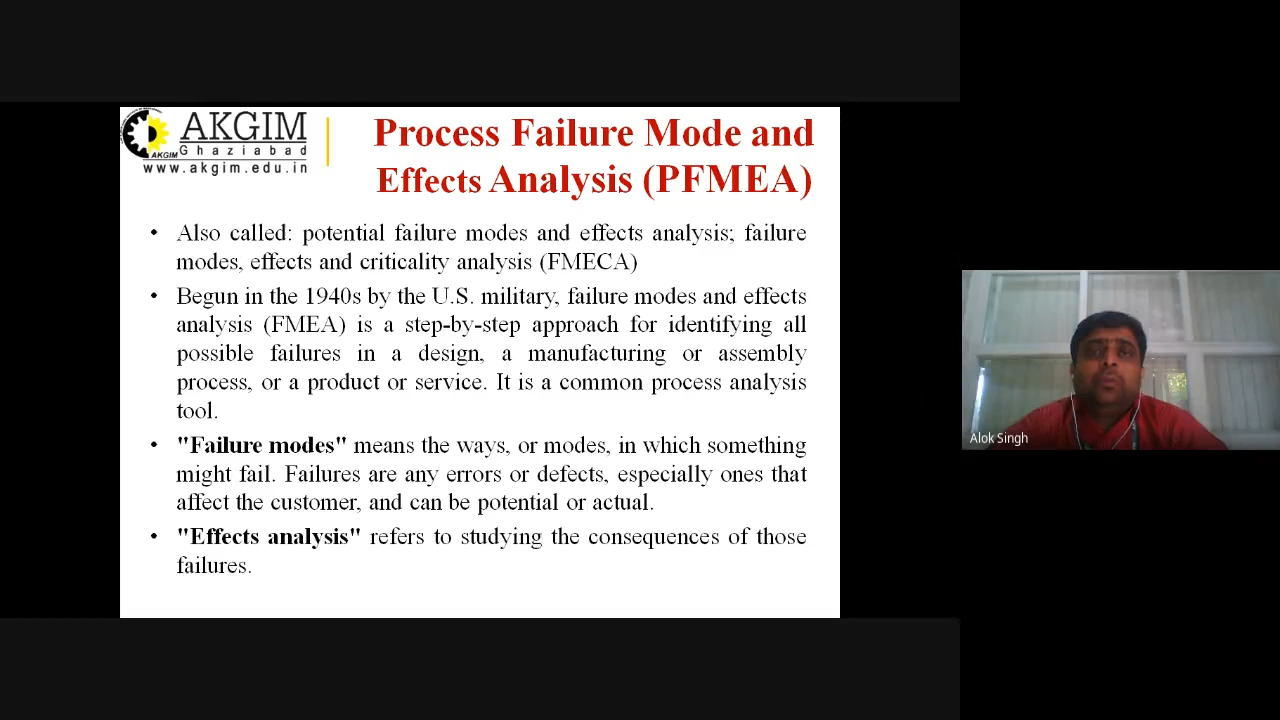 AKGIM
Ghaziabad
AKGIM
www.akgim.edu.in
Process Failure Mode and
Effects Analysis (PFMEA)
• Also called: potential failure modes and effects analysis; failure
modes, effects and criticality analysis (FMECA)
• Begun in the 1940s by the U.S. military, failure modes and effects
analysis (FMEA) is a step-by-step approach for identifying all
possible failures in a design, a manufacturing or assembly
process, or a product or service. It is a common process analysis
tool.
• "Failure modes" means the ways, or modes, in which something
might fail. Failures are any errors or defects, especially ones that
affect the customer, and can be potential or actual.
• "Effects analysis" refers to studying the consequences of those
failures.
Alok Singh